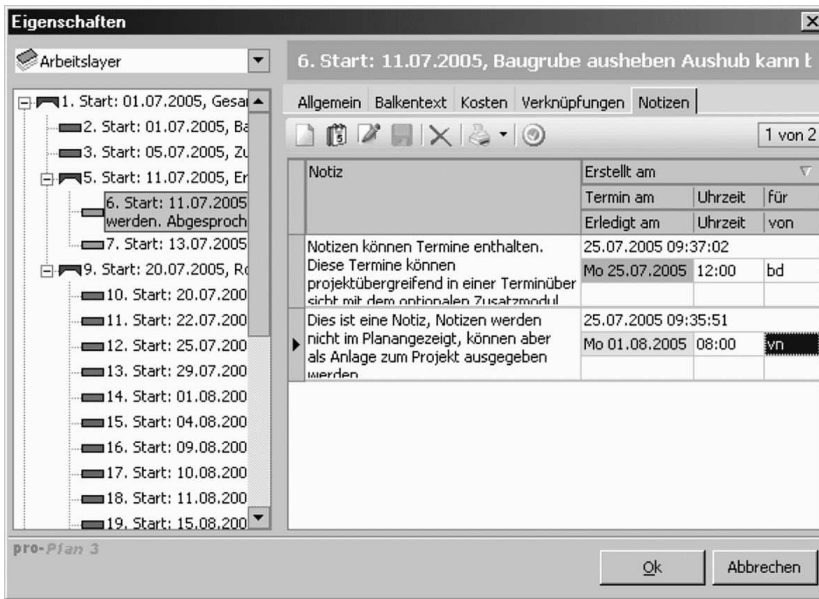 Eigenschaften
Arbeitslayer
6. Start: 11.07.2005, Baugrube ausheben Aushub kann
1. Start: 01.07.2005, Gesar
2. Start: 01.07.2005, Ba
3. Start: 05.07.2005, Zu
5. Start: 11.07.2005, Er
6. Start: 11.07.2005
werden. Abgesproch
7. Start: 13.07.2005
9. Start: 20.07.2005, Ro
10. Start: 20.07.200
11. Start: 22.07.200
12. Start: 25.07.200
13. Start: 29.07.200
14. Start: 01.08.200
15. Start: 04.08.200
16. Start: 09.08.200
17. Start: 10.08.200
18. Start: 11.08.200
19. Start: 15.08.200
Allgemein Balkentext Kosten Verknüpfungen Notizen
1 von 2
Notiz Erstellt am
Termin am Uhrzeit für
Erledigt am Uhrzeit von
Notizen können Termine enthalten. 25.07.2005 09:37:02
Diese Termine können Mo 25.07.2005 12:00 bd
projektübergreifend in einer Terminüber
sicht mit dem optionalen Zusatzmodul
Dies ist eine Notiz, Notizen werden 25.07.2005 09:35:51
nicht im Planangezeigt, können aber Mo 01.08.2005 08:00 vn
als Anlage zum Projekt ausgegeben
werden
pro-Plan 3
Ok Abbrechen